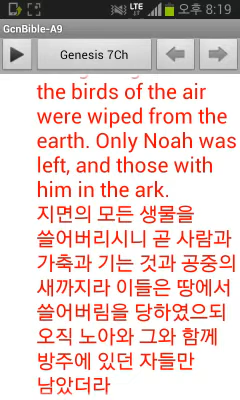 LTE 오후 8:19
GcnBible-A9
Genesis 7Ch
the birds of the air
were wiped from the
earth. Only Noah was
left, and those with
him in the ark.
지면의 모든 생물을
쓸어버리시니 곧 사람과
가축과 기는 것과 공중의
새까지라 이들은 땅에서
쓸어버림을 당하였으되
오직 노아와 그와 함께
방주에 있던 자들만
남았더라